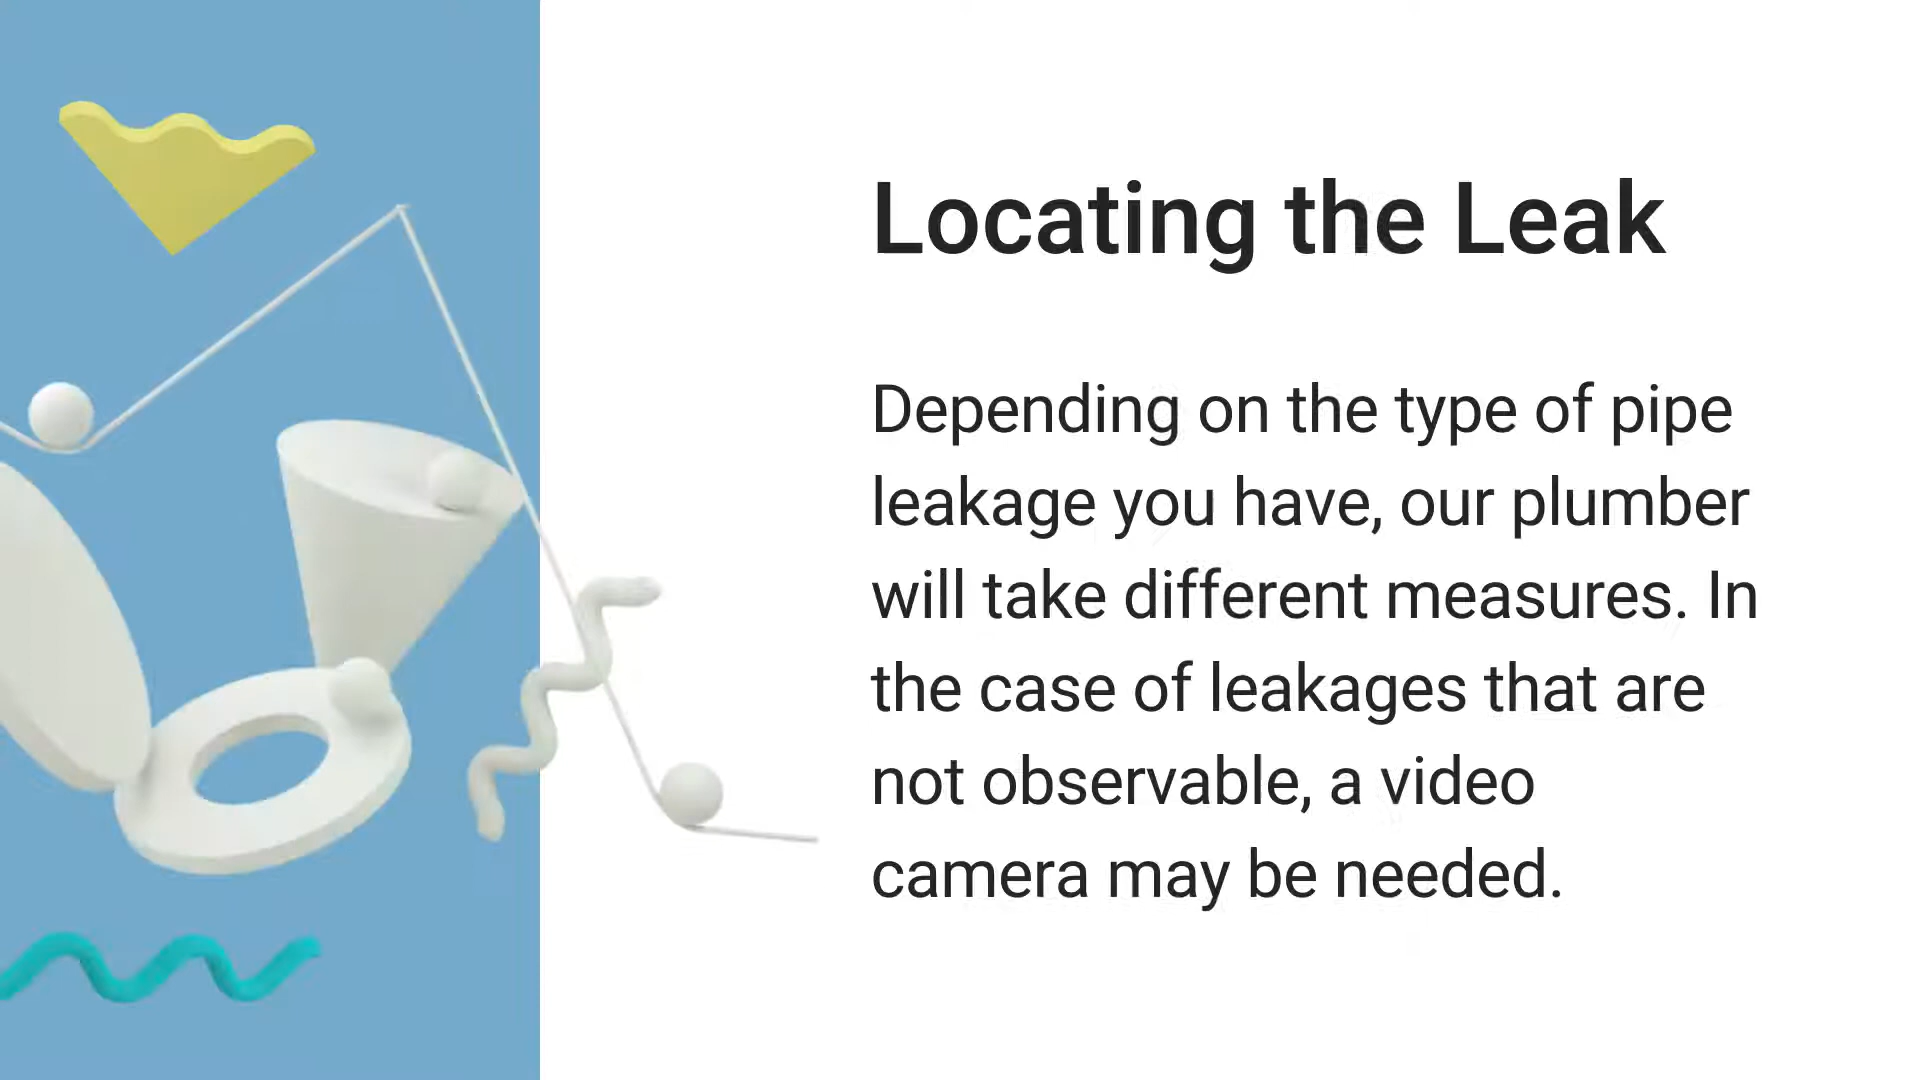 Locating the Leak
Depending on the type of pipe
leakage you have, our plumber
will take different measures. In
the case of leakages that are
not observable, a video
camera may be needed.